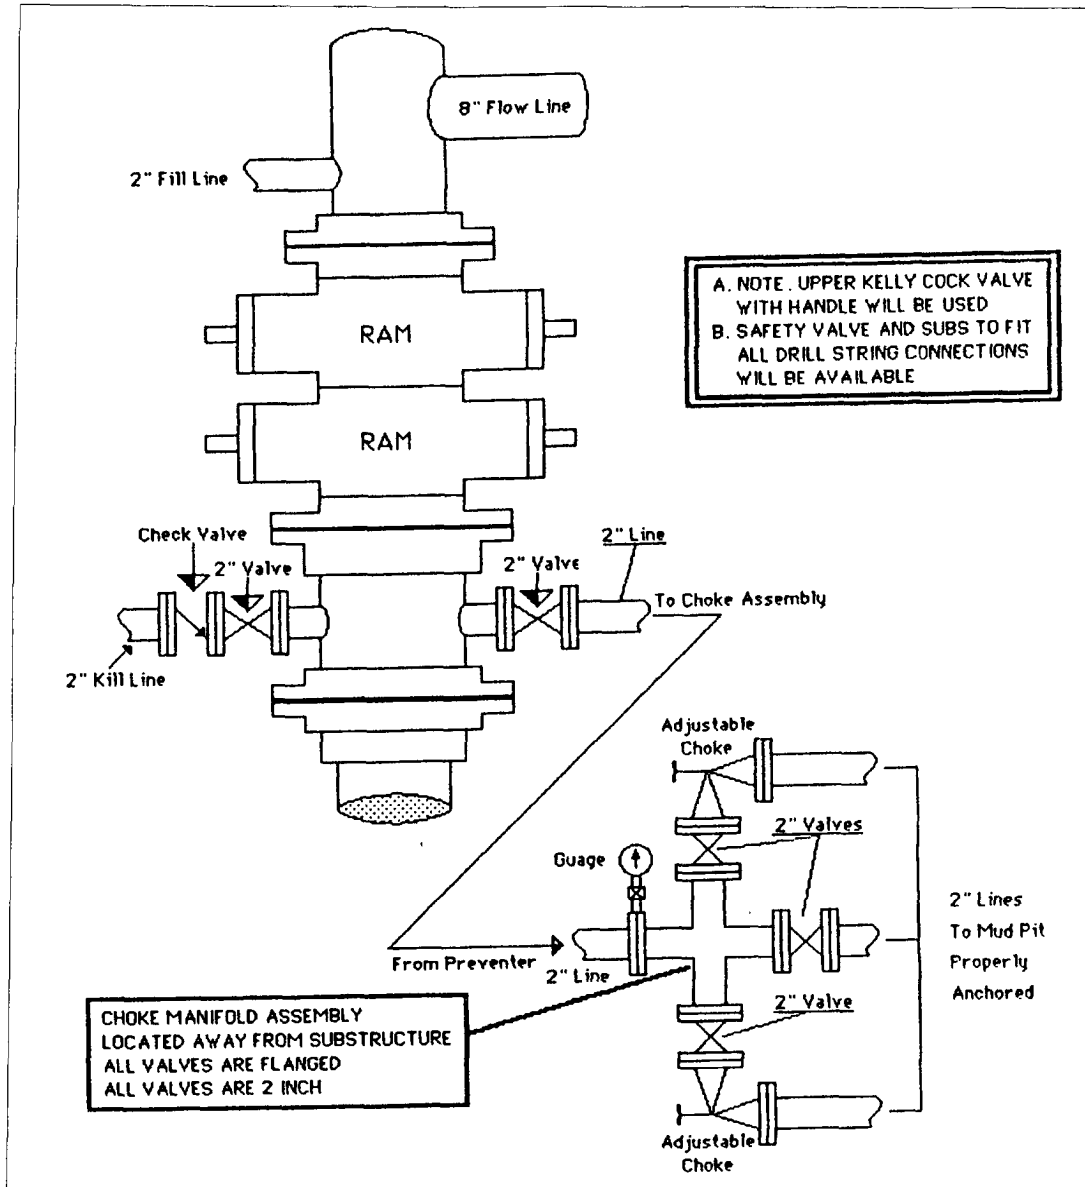 8" Flow Line
2" Fill Line
A. NOTE. UPPER KELLY COCK VALVE
WITH HANDLE WILL BE USED
B. SAFETY VALVE AND SUBS TO FIT
ALL DRILL STRING CONNECTIONS
WILL BE AVAILABLE
RAM
RAM
Check Valve
2" Valve
2" Valve
2" Line
To Choke Assembly
2" Kill Line
Adjustable
Choke
2" Valves
Guage
2" Lines
To Mud Pit
Properly
Anchored
From Preventer
2" Line
2" Valve
CHOKE MANIFOLD ASSEMBLY
LOCATED AWAY FROM SUBSTRUCTURE
ALL VALVES ARE FLANGED
ALL VALVES ARE 2 INCH
Adjustable
Choke